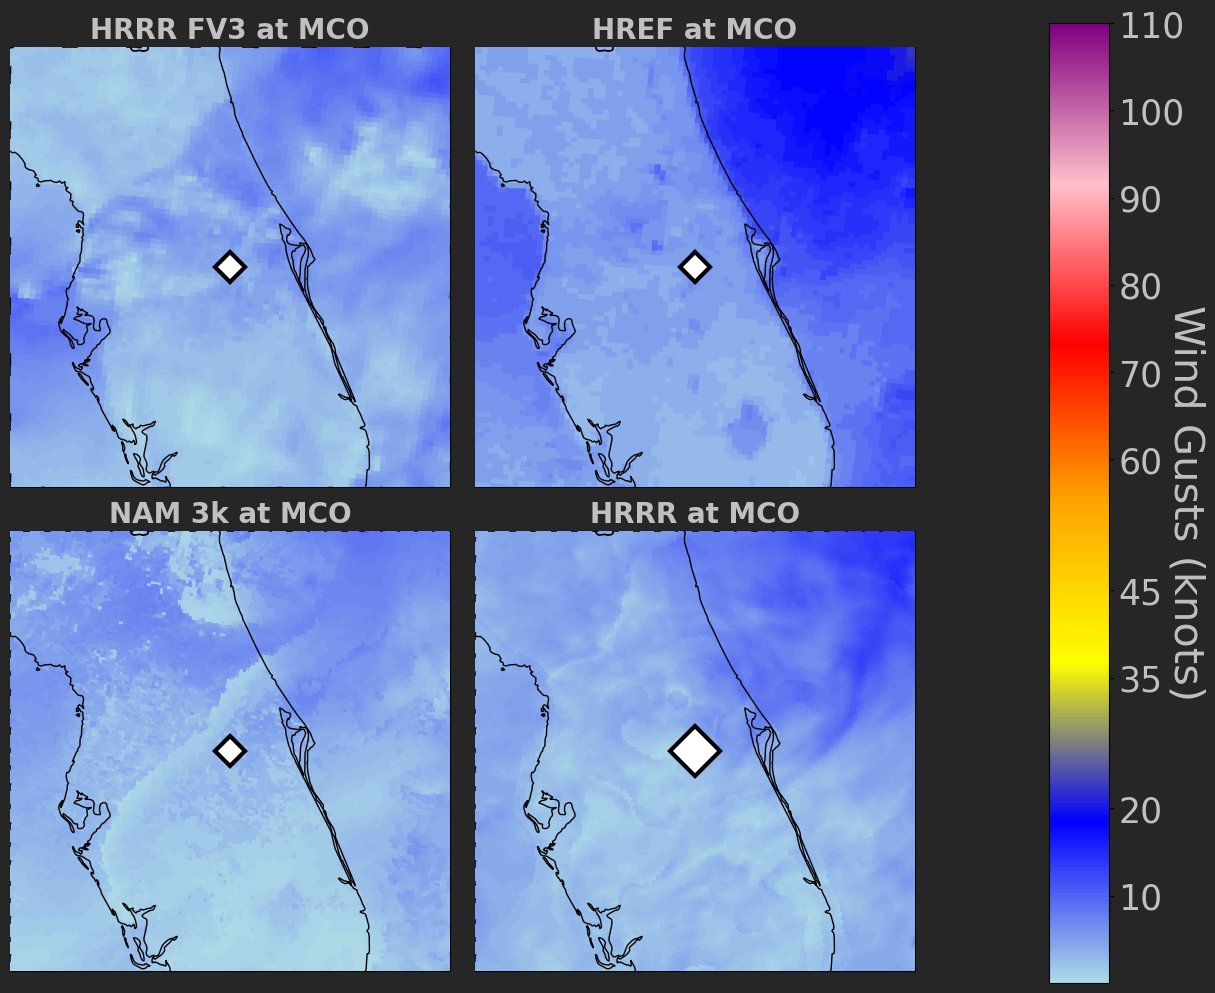 HRRR FV3 at MCO
HREF at MCO
NAM 3k at MCO
HRRR at MCO
110
100
90
80
70
60
45
35
20
10
Wind Gusts (knots)